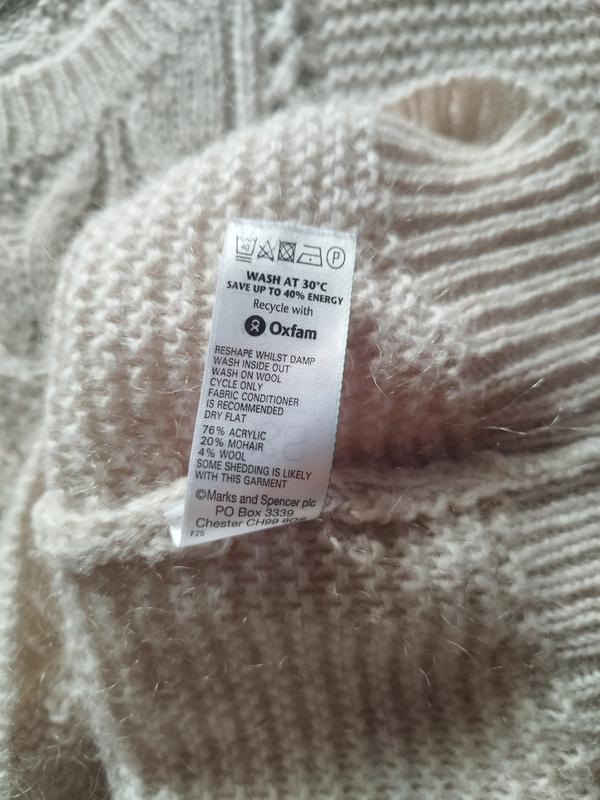 40 P
WASH AT 30°C
SAVE UP TO 40% ENERGY
Recycle with
Oxfam
RESHAPE WHILST DAMP
WASH INSIDE OUT
WASH ON WOOL
CYCLE ONLY
FABRIC CONDITIONER
IS RECOMMENDED
DRY FLAT
76% ACRYLIC
20% MOHAIR
4% WOOL
SOME SHEDDING IS LIKELY
WITH THIS GARMENT
©Marks and Spencer plc
PO Box 3339
Chester CH99
F25